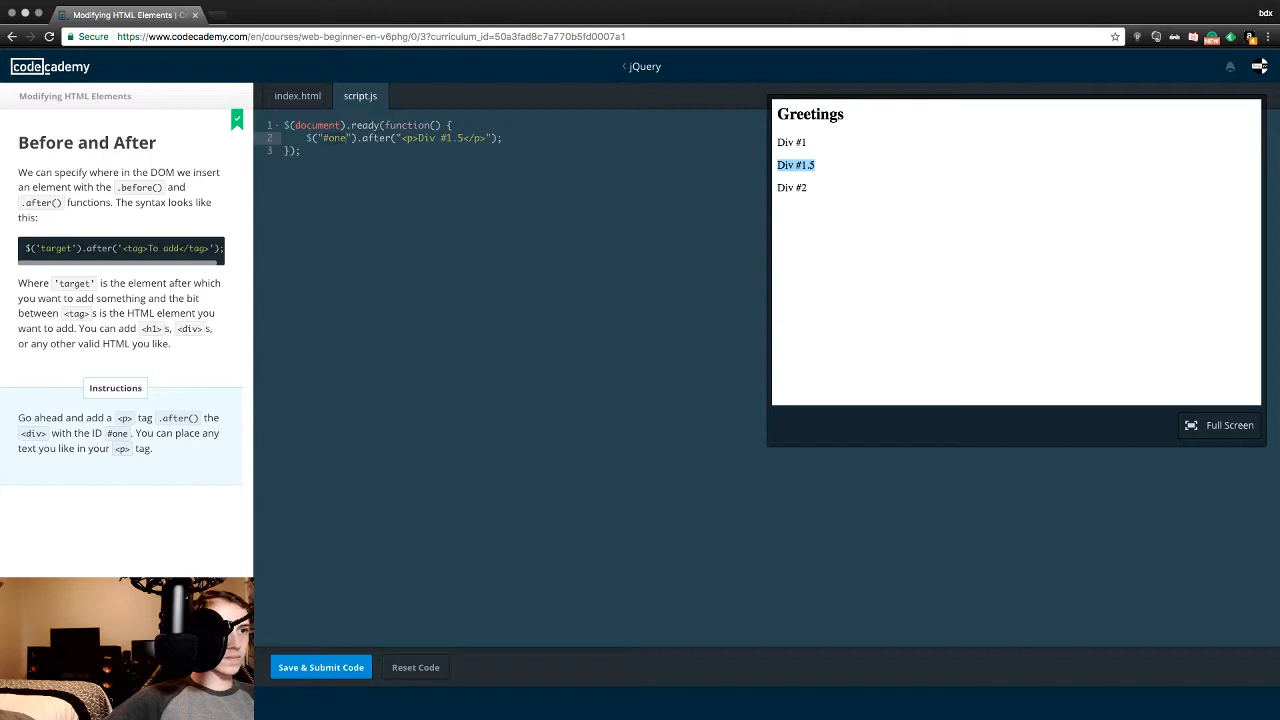 Modifying HTML Elements | C
bdx
Secure https://www.codecademy.com/en/courses/web-beginner-en-v6phg/0/3?curriculum_id=50a3fad8c7a770b5fd0007a1
NEW
codecademy
jQuery
Modifying HTML Elements
index.html
script.js
Before and After
We can specify where in the DOM we insert
an element with the .before() and
.after() functions. The syntax looks like
this:
$('target').after('<tag>To add</tag>');
Where 'target' is the element after which
you want to add something and the bit
between <tag>s is the HTML element you
want to add. You can add <h1>s, <div>s,
or any other valid HTML you like.
Instructions
Go ahead and add a <p> tag .after() the
<div> with the ID #one. You can place any
text you like in your <p> tag.
1 $(document).ready(function() {
2 $("#one").after("<p>Div #1.5</p>");
3 });
Greetings
Div #1
Div #1.5
Div #2
Full Screen
Save & Submit Code
Reset Code